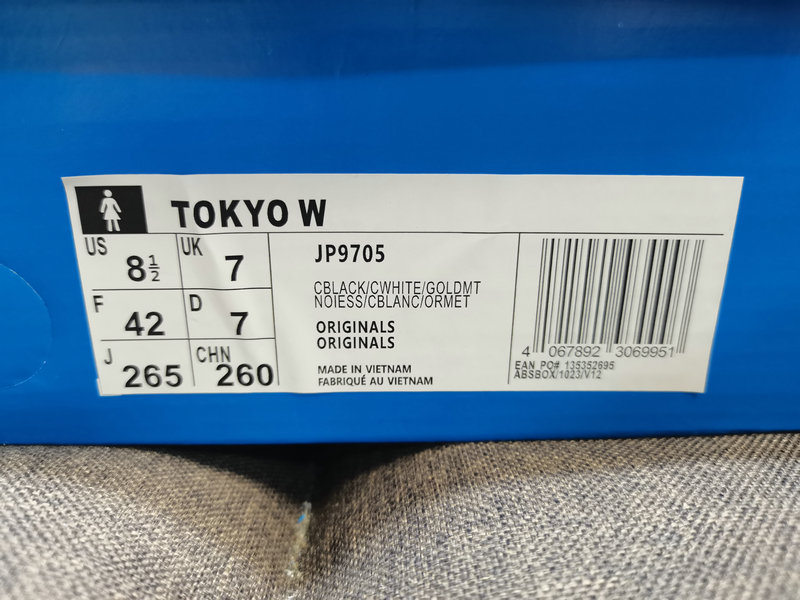 TOKYO W
US 8½ UK 7
F 42 D 7
J 265 CHN 260
JP9705
CBLACK/CWHITE/GOLDMT
NOIESS/CBLANC/ORMET
ORIGINALS
ORIGINALS
MADE IN VIETNAM
FABRIQUÉ AU VIETNAM
4 067892 3069951
EAN PO# 135352695
ABSBOX/1023/V12